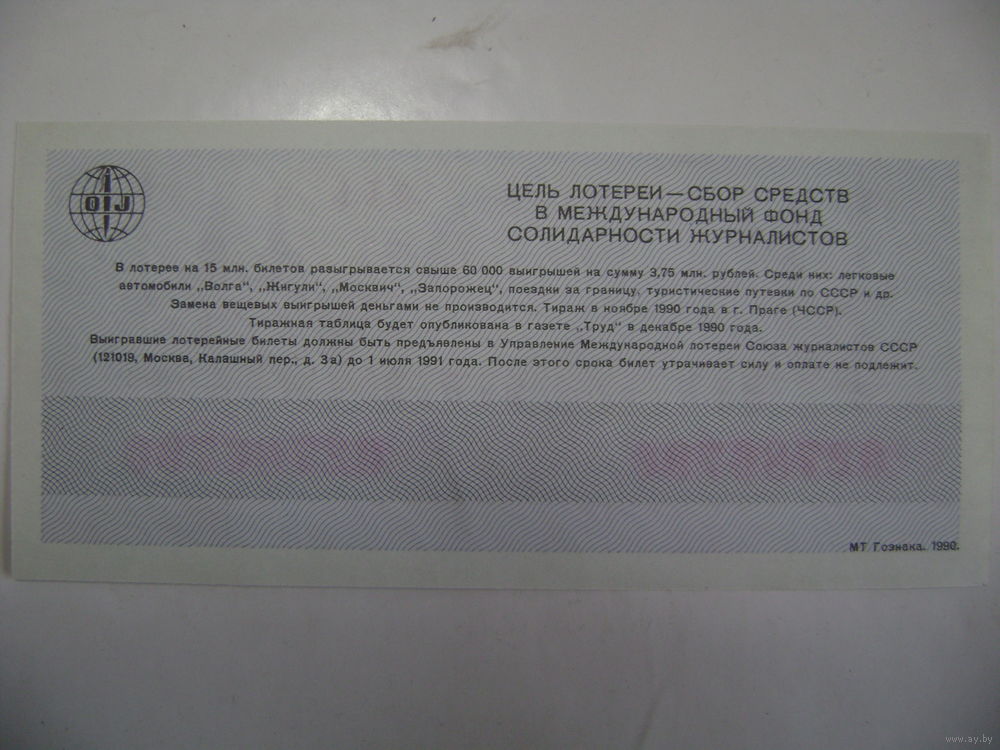 OIJ
ЦЕЛЬ ЛОТЕРЕИ — СБОР СРЕДСТВ
В МЕЖДУНАРОДНЫЙ ФОНД
СОЛИДАРНОСТИ ЖУРНАЛИСТОВ
В лотерее на 15 млн. билетов разыгрывается свыше 60 000 выигрышей на сумму 3,75 млн. рублей. Среди них: легковые
автомобили „Волга“, „Жигули“, „Москвич“, „Запорожец“, поездки за границу, туристические путевки по СССР и др.
Замена вещевых выигрышей деньгами не производится. Тираж в ноябре 1990 года в г. Праге (ЧССР).
Тиражная таблица будет опубликована в газете „Труд“ в декабре 1990 года.
Выигравшие лотерейные билеты должны быть предъявлены в Управление Международной лотереи Союза журналистов СССР
(121019, Москва, Калашный пер., д. 3а) до 1 июля 1991 года. После этого срока билет утрачивает силу и оплате не подлежит.
МТ Гознака. 1990.
www.ay.by